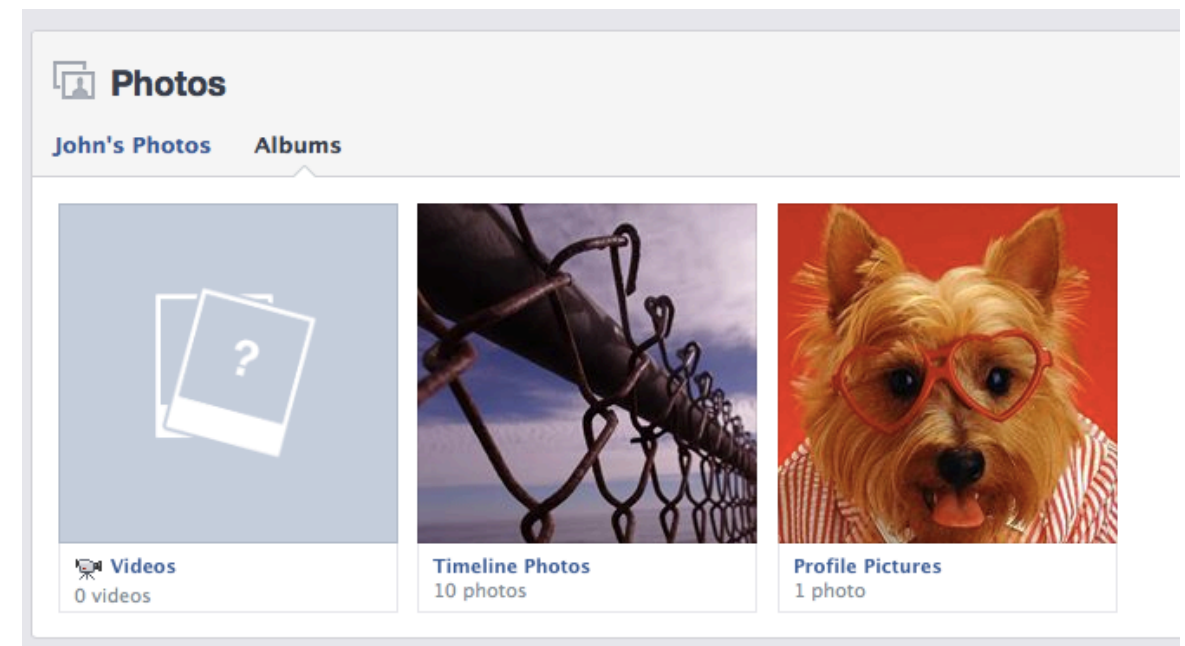 Photos
John's Photos Albums
?
Videos
0 videos
Timeline Photos
10 photos
Profile Pictures
1 photo